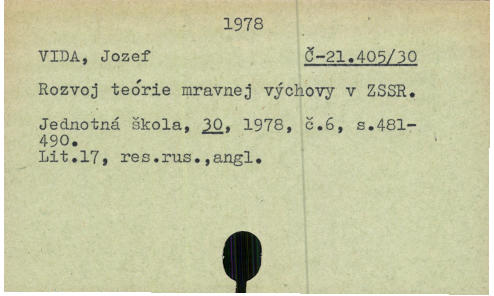 1978
VIDA, Jozef Č-21.405/30
Rozvoj teórie mravnej výchovy v ZSSR.
Jednotná škola, 30, 1978, č.6, s.481-
490.
Lit.17, res.rus.,angl.